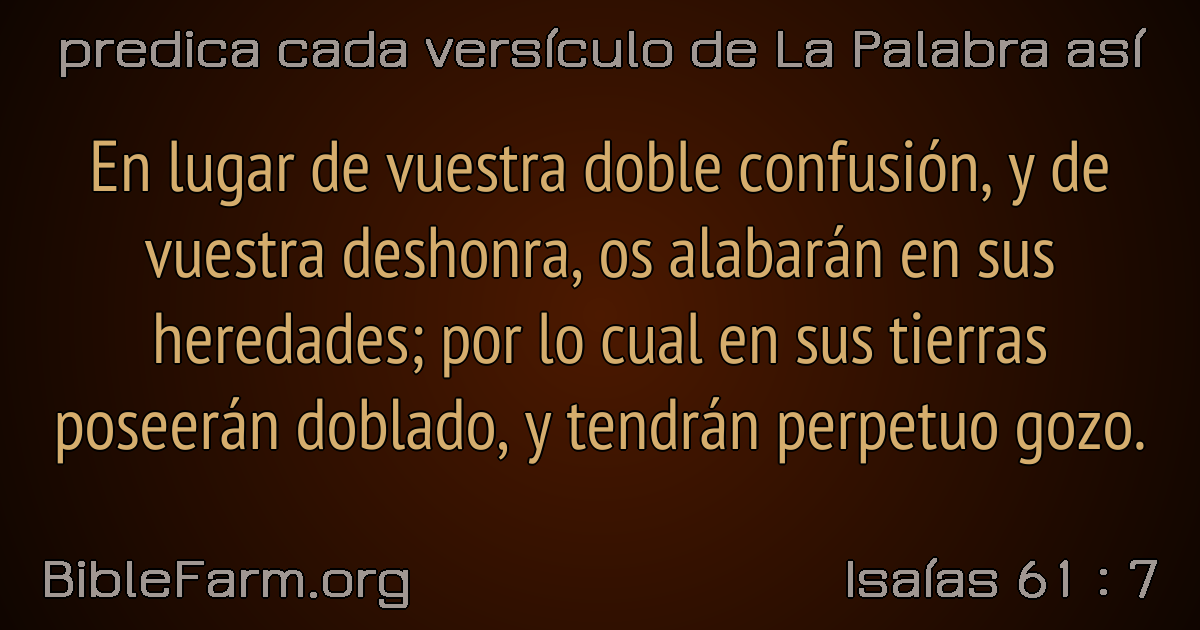 predica cada versículo de La Palabra así
En lugar de vuestra doble confusión, y de
vuestra deshonra, os alabarán en sus
heredades; por lo cual en sus tierras
poseerán doblado, y tendrán perpetuo gozo.
BibleFarm.org
Isaías 61 : 7